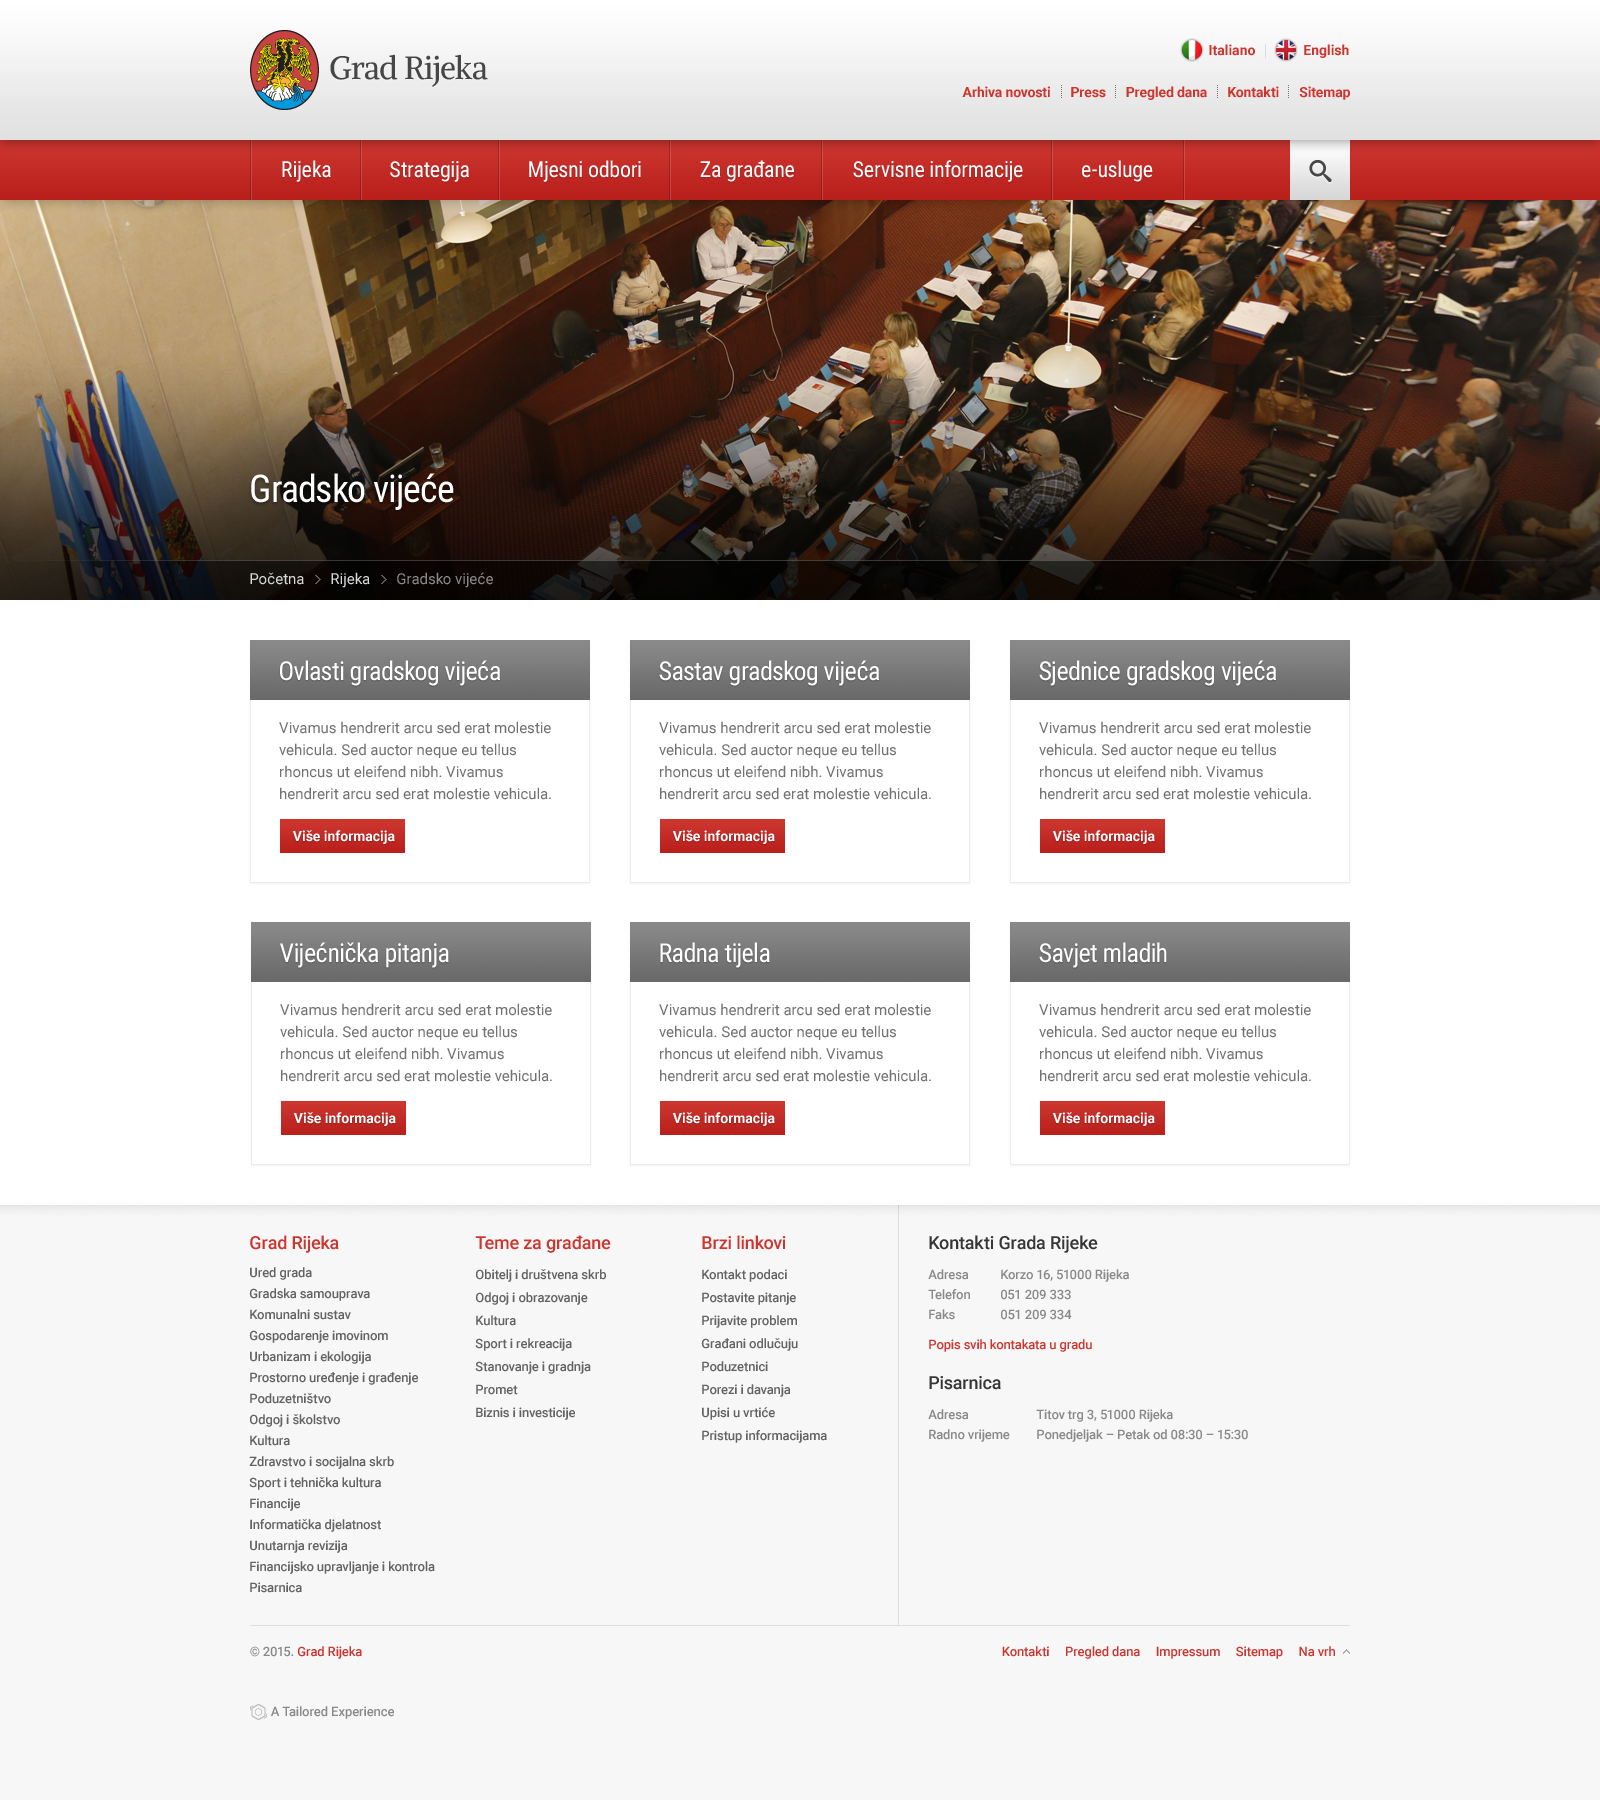 Grad Rijeka
Italiano
English
Arhiva novosti
Press
Pregled dana
Kontakti
Sitemap
Rijeka
Strategija
Mjesni odbori
Za građane
Servisne informacije
e-usluge
Gradsko vijeće
Početna
Rijeka
Gradsko vijeće
Ovlasti gradskog vijeća
Vivamus hendrerit arcu sed erat molestie
vehicula. Sed auctor neque eu tellus
rhoncus ut eleifend nibh. Vivamus
hendrerit arcu sed erat molestie vehicula.
Više informacija
Sastav gradskog vijeća
Vivamus hendrerit arcu sed erat molestie
vehicula. Sed auctor neque eu tellus
rhoncus ut eleifend nibh. Vivamus
hendrerit arcu sed erat molestie vehicula.
Više informacija
Sjednice gradskog vijeća
Vivamus hendrerit arcu sed erat molestie
vehicula. Sed auctor neque eu tellus
rhoncus ut eleifend nibh. Vivamus
hendrerit arcu sed erat molestie vehicula.
Više informacija
Vijećnička pitanja
Vivamus hendrerit arcu sed erat molestie
vehicula. Sed auctor neque eu tellus
rhoncus ut eleifend nibh. Vivamus
hendrerit arcu sed erat molestie vehicula.
Više informacija
Radna tijela
Vivamus hendrerit arcu sed erat molestie
vehicula. Sed auctor neque eu tellus
rhoncus ut eleifend nibh. Vivamus
hendrerit arcu sed erat molestie vehicula.
Više informacija
Savjet mladih
Vivamus hendrerit arcu sed erat molestie
vehicula. Sed auctor neque eu tellus
rhoncus ut eleifend nibh. Vivamus
hendrerit arcu sed erat molestie vehicula.
Više informacija
Grad Rijeka
Ured grada
Gradska samouprava
Komunalni sustav
Gospodarenje imovinom
Urbanizam i ekologija
Prostorno uređenje i građenje
Poduzetništvo
Odgoj i školstvo
Kultura
Zdravstvo i socijalna skrb
Sport i tehnička kultura
Financije
Informatička djelatnost
Unutarnja revizija
Financijsko upravljanje i kontrola
Pisarnica
Teme za građane
Obitelj i društvena skrb
Odgoj i obrazovanje
Kultura
Sport i rekreacija
Stanovanje i gradnja
Promet
Biznis i investicije
Brzi linkovi
Kontakt podaci
Postavite pitanje
Prijavite problem
Građani odlučuju
Poduzetnici
Porezi i davanja
Upisi u vrtiće
Pristup informacijama
Kontakti Grada Rijeke
Adresa Korzo 16, 51000 Rijeka
Telefon 051 209 333
Faks 051 209 334
Popis svih kontakata u gradu
Pisarnica
Adresa Titov trg 3, 51000 Rijeka
Radno vrijeme Ponedjeljak – Petak od 08:30 – 15:30
© 2015. Grad Rijeka
Kontakti
Pregled dana
Impressum
Sitemap
Na vrh
A Tailored Experience